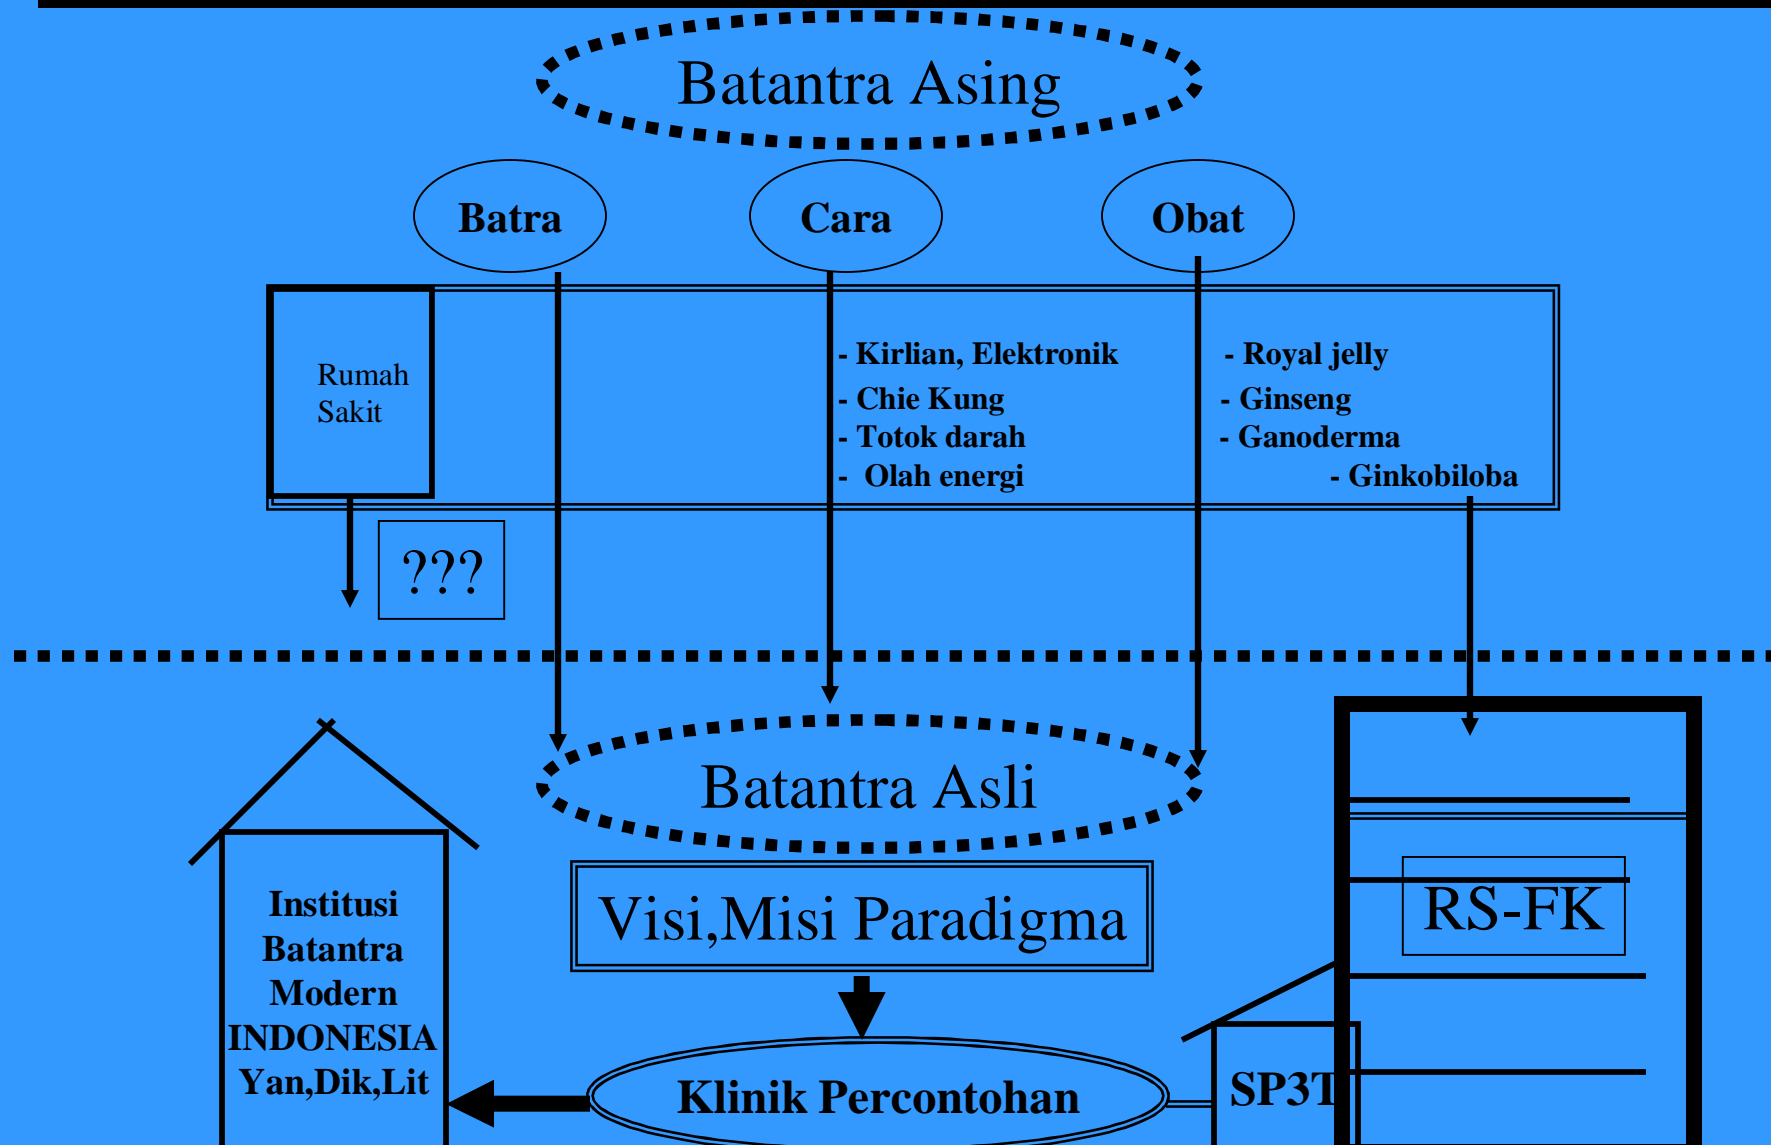 Batantra Asing
Batra
Cara
Obat
Rumah
Sakit
- Kirlian, Elektronik
- Chie Kung
- Totok darah
- Olah energi
- Royal jelly
- Ginseng
- Ganoderma
- Ginkobiloba
???
Batantra Asli
Visi,Misi Paradigma
Institusi
Batantra
Modern
INDONESIA
Yan,Dik,Lit
Klinik Percontohan
SP3T
RS-FK